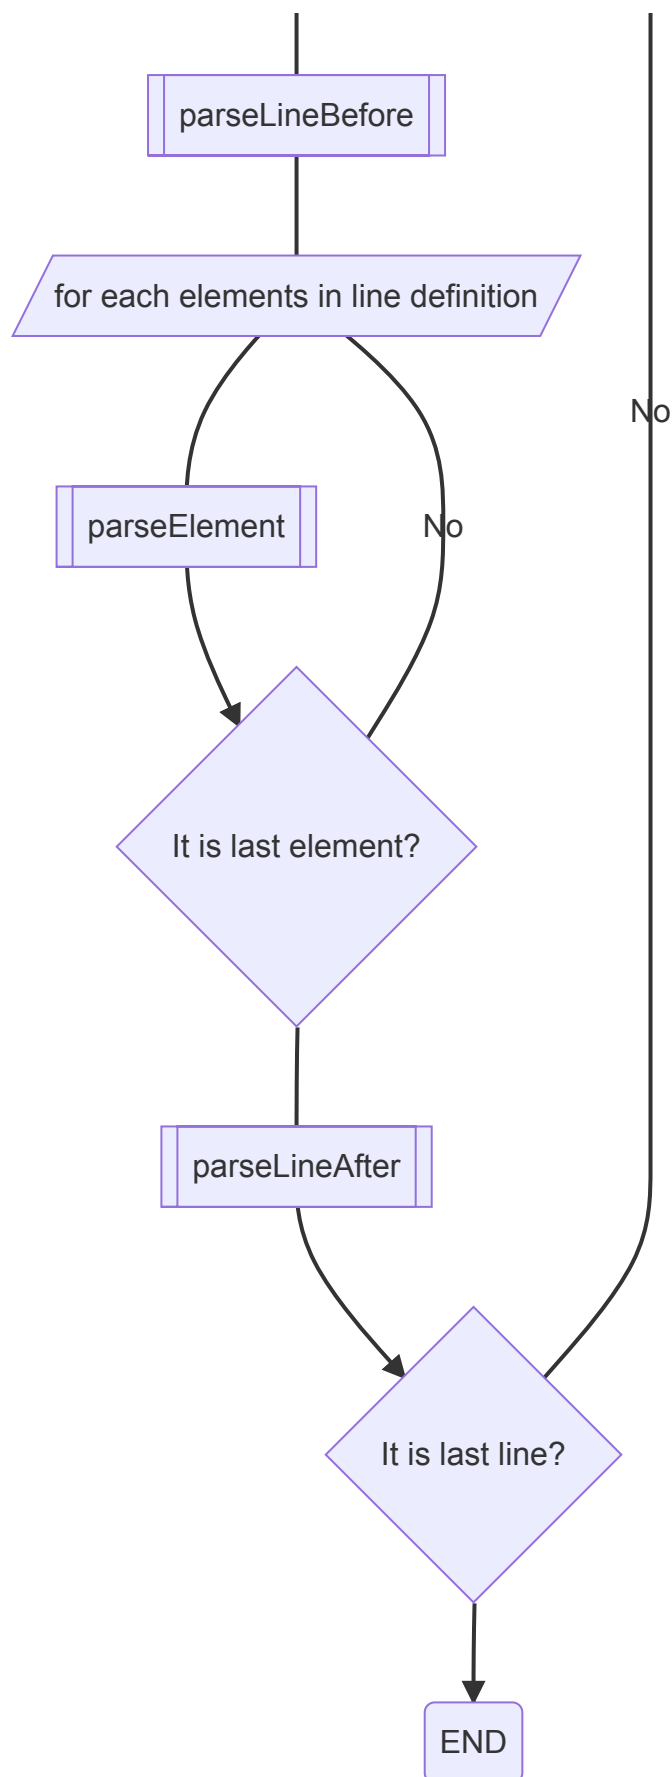 parseLineBefore
for each elements in line definition
No
parseElement
No
It is last element?
parseLineAfter
It is last line?
END